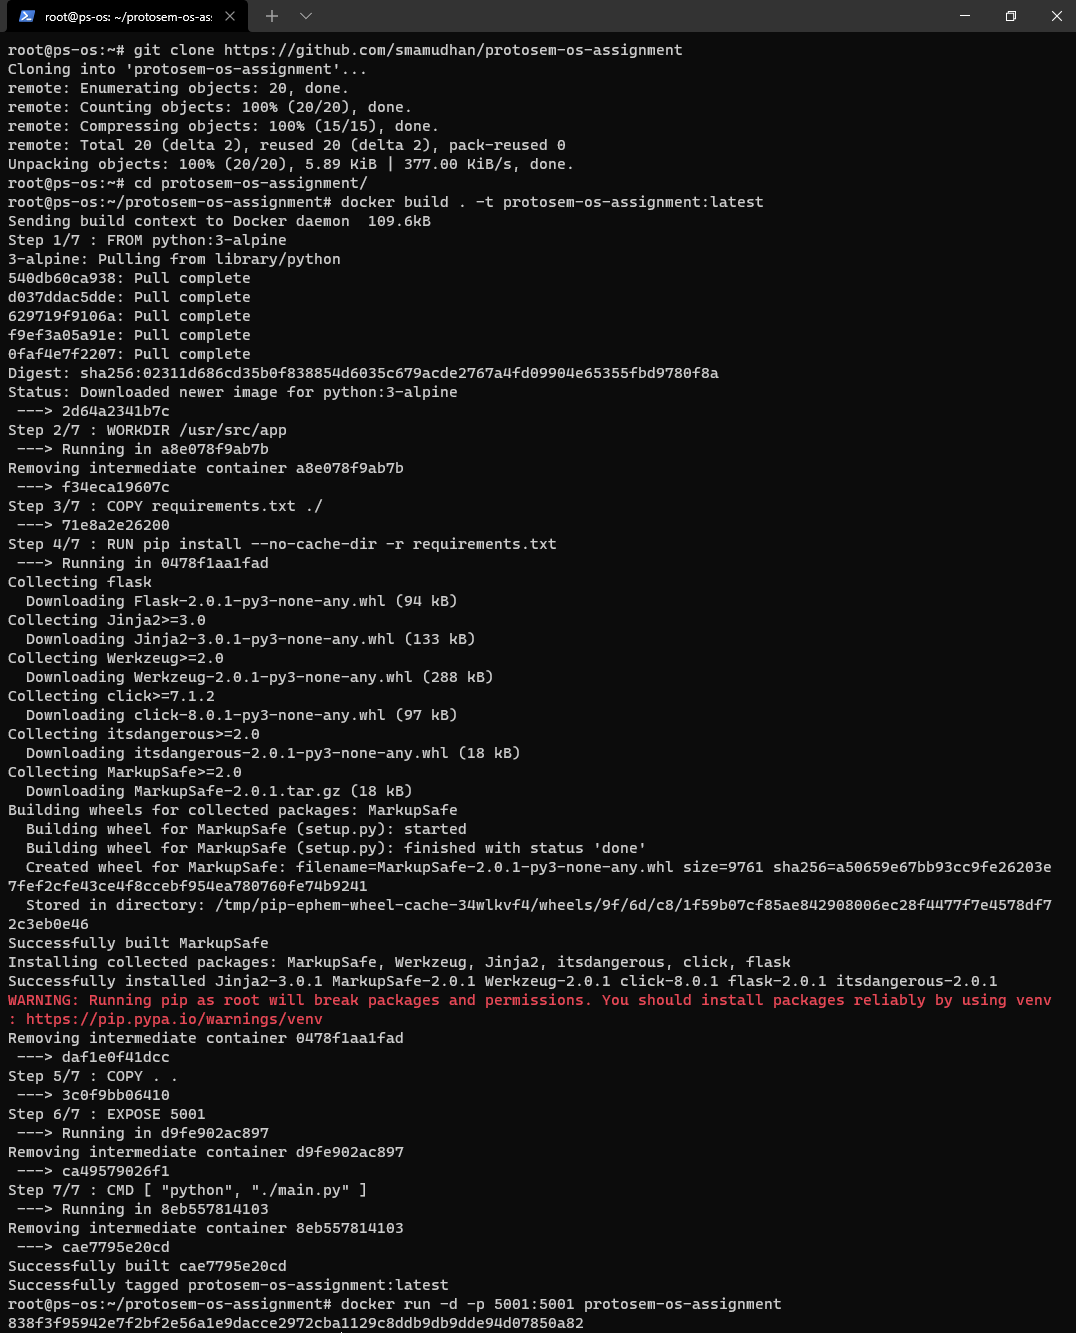 root@ps-os: ~/protosem-os-as:
root@ps-os:~# git clone https://github.com/smamudhan/protosem-os-assignment
Cloning into 'protosem-os-assignment'...
remote: Enumerating objects: 20, done.
remote: Counting objects: 100% (20/20), done.
remote: Compressing objects: 100% (15/15), done.
remote: Total 20 (delta 2), reused 20 (delta 2), pack-reused 0
Unpacking objects: 100% (20/20), 5.89 KiB | 377.00 KiB/s, done.
root@ps-os:~# cd protosem-os-assignment/
root@ps-os:~/protosem-os-assignment# docker build . -t protosem-os-assignment:latest
Sending build context to Docker daemon  109.6kB
Step 1/7 : FROM python:3-alpine
3-alpine: Pulling from library/python
540db60ca938: Pull complete
d037ddac5dde: Pull complete
629719f9106a: Pull complete
f9ef3a05a91e: Pull complete
0faf4e7f2207: Pull complete
Digest: sha256:02311d686cd35b0f838854d6035c679acde2767a4fd09904e65355fbd9780f8a
Status: Downloaded newer image for python:3-alpine
 ---> 2d64a2341b7c
Step 2/7 : WORKDIR /usr/src/app
 ---> Running in a8e078f9ab7b
Removing intermediate container a8e078f9ab7b
 ---> f34eca19607c
Step 3/7 : COPY requirements.txt ./
 ---> 71e8a2e26200
Step 4/7 : RUN pip install --no-cache-dir -r requirements.txt
 ---> Running in 0478f1aa1fad
Collecting flask
  Downloading Flask-2.0.1-py3-none-any.whl (94 kB)
Collecting Jinja2>=3.0
  Downloading Jinja2-3.0.1-py3-none-any.whl (133 kB)
Collecting Werkzeug>=2.0
  Downloading Werkzeug-2.0.1-py3-none-any.whl (288 kB)
Collecting click>=7.1.2
  Downloading click-8.0.1-py3-none-any.whl (97 kB)
Collecting itsdangerous>=2.0
  Downloading itsdangerous-2.0.1-py3-none-any.whl (18 kB)
Collecting MarkupSafe>=2.0
  Downloading MarkupSafe-2.0.1.tar.gz (18 kB)
Building wheels for collected packages: MarkupSafe
  Building wheel for MarkupSafe (setup.py): started
  Building wheel for MarkupSafe (setup.py): finished with status 'done'
  Created wheel for MarkupSafe: filename=MarkupSafe-2.0.1-py3-none-any.whl size=9761 sha256=a50659e67bb93cc9fe26203e
7fef2cfe43ce4f8ccebf954ea780760fe74b9241
  Stored in directory: /tmp/pip-ephem-wheel-cache-34wlkvf4/wheels/9f/6d/c8/1f59b07cf85ae842908006ec28f4477f7e4578df7
2c3eb0e46
Successfully built MarkupSafe
Installing collected packages: MarkupSafe, Werkzeug, Jinja2, itsdangerous, click, flask
Successfully installed Jinja2-3.0.1 MarkupSafe-2.0.1 Werkzeug-2.0.1 click-8.0.1 flask-2.0.1 itsdangerous-2.0.1
WARNING: Running pip as root will break packages and permissions. You should install packages reliably by using venv
: https://pip.pypa.io/warnings/venv
Removing intermediate container 0478f1aa1fad
 ---> daf1e0f41dcc
Step 5/7 : COPY . .
 ---> 3c0f9bb06410
Step 6/7 : EXPOSE 5001
 ---> Running in d9fe902ac897
Removing intermediate container d9fe902ac897
 ---> ca49579026f1
Step 7/7 : CMD [ "python", "./main.py" ]
 ---> Running in 8eb557814103
Removing intermediate container 8eb557814103
 ---> cae7795e20cd
Successfully built cae7795e20cd
Successfully tagged protosem-os-assignment:latest
root@ps-os:~/protosem-os-assignment# docker run -d -p 5001:5001 protosem-os-assignment
838f3f95942e7f2bf2e56a1e9dacce2972cba1129c8ddb9db9dde94d07850a82